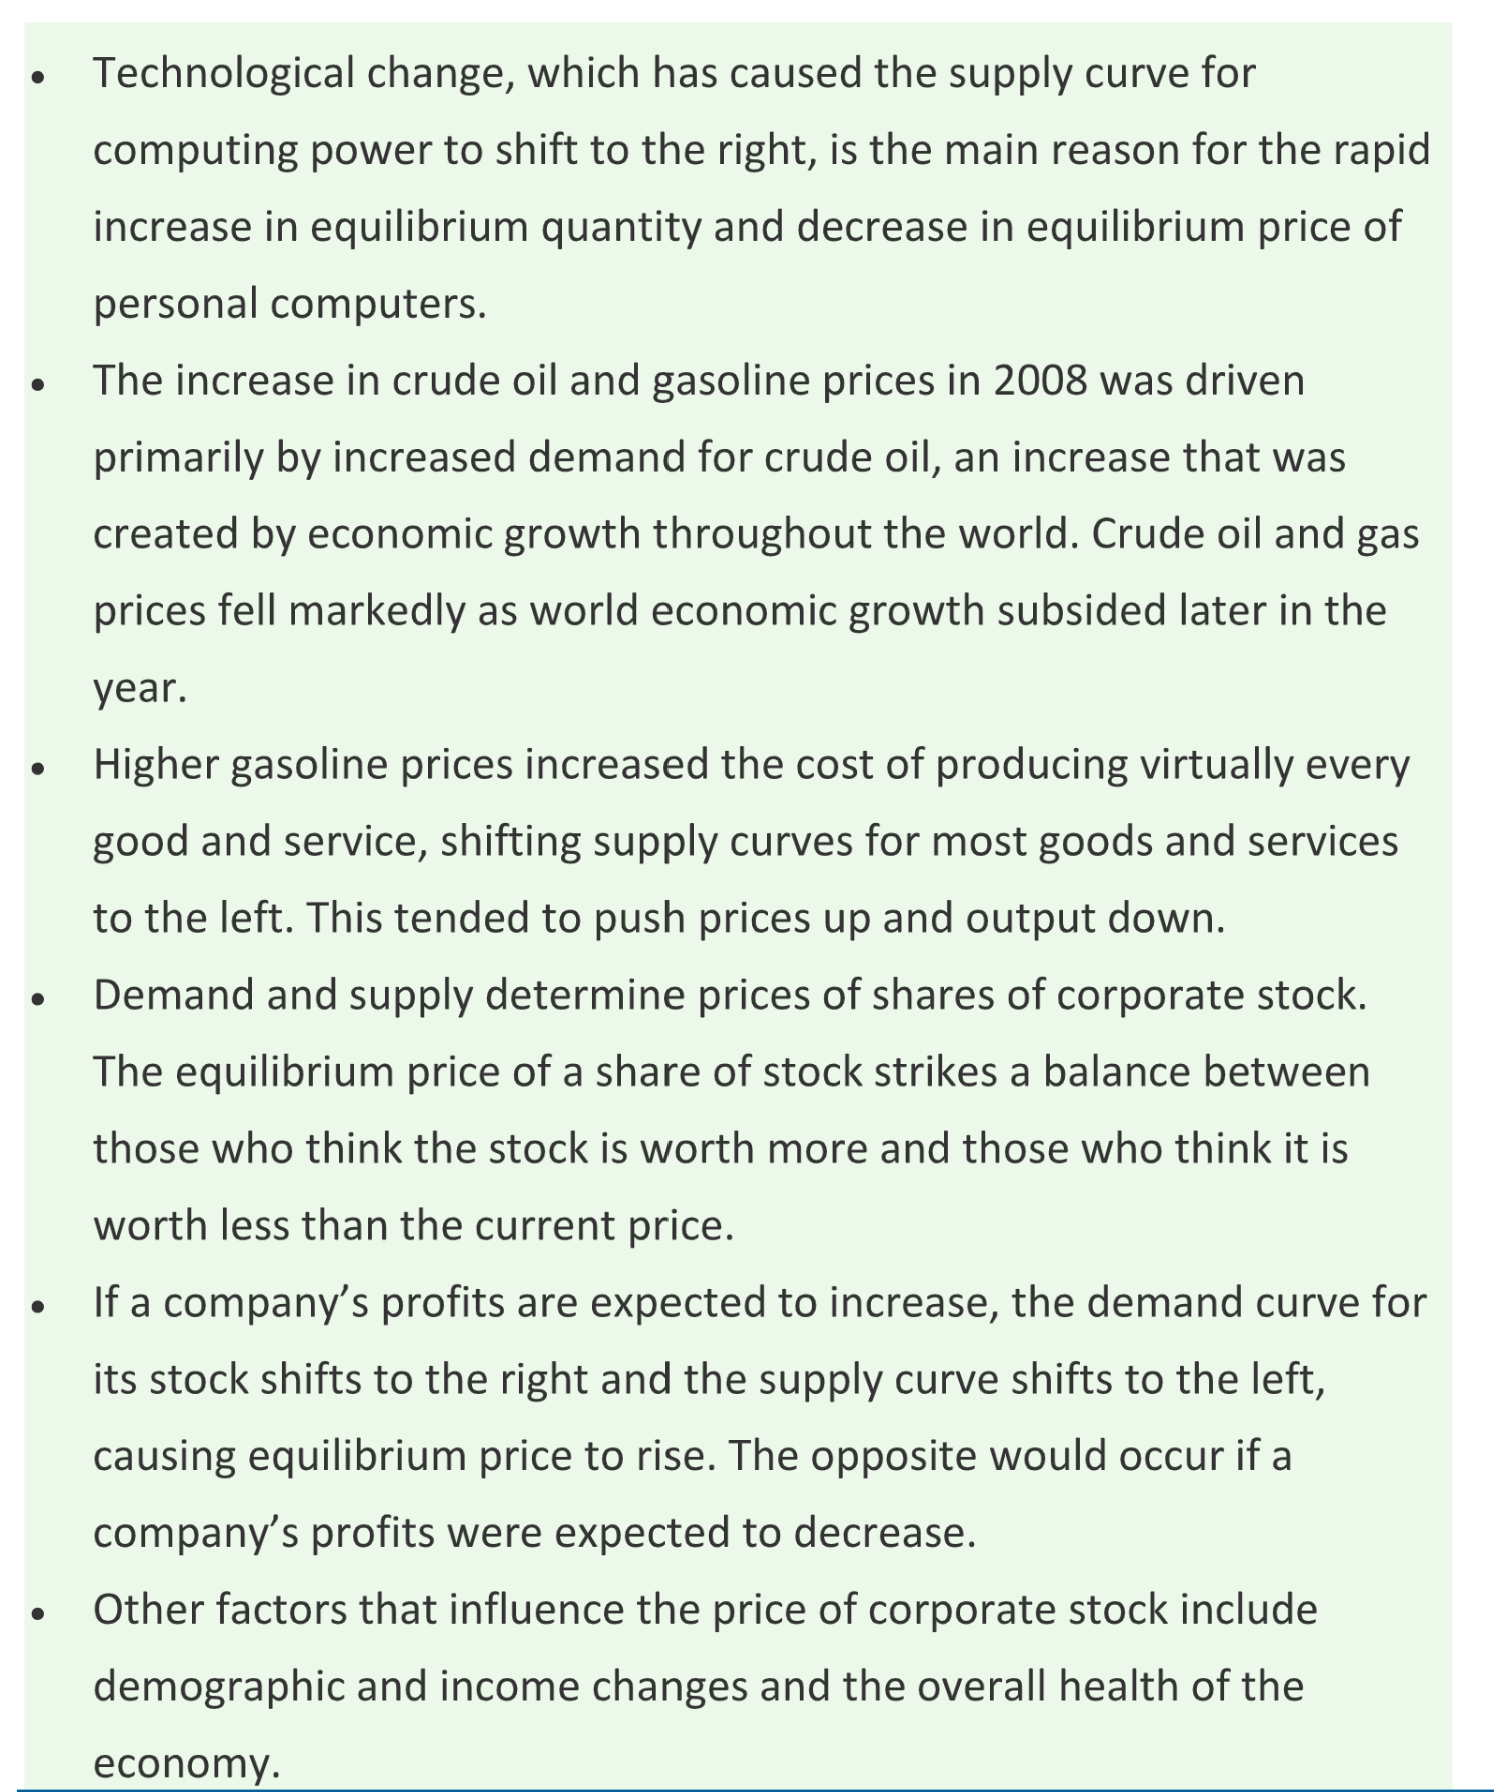 • Technological change, which has caused the supply curve for
computing power to shift to the right, is the main reason for the rapid
increase in equilibrium quantity and decrease in equilibrium price of
personal computers.
• The increase in crude oil and gasoline prices in 2008 was driven
primarily by increased demand for crude oil, an increase that was
created by economic growth throughout the world. Crude oil and gas
prices fell markedly as world economic growth subsided later in the
year.
• Higher gasoline prices increased the cost of producing virtually every
good and service, shifting supply curves for most goods and services
to the left. This tended to push prices up and output down.
• Demand and supply determine prices of shares of corporate stock.
The equilibrium price of a share of stock strikes a balance between
those who think the stock is worth more and those who think it is
worth less than the current price.
• If a company’s profits are expected to increase, the demand curve for
its stock shifts to the right and the supply curve shifts to the left,
causing equilibrium price to rise. The opposite would occur if a
company’s profits were expected to decrease.
• Other factors that influence the price of corporate stock include
demographic and income changes and the overall health of the
economy.